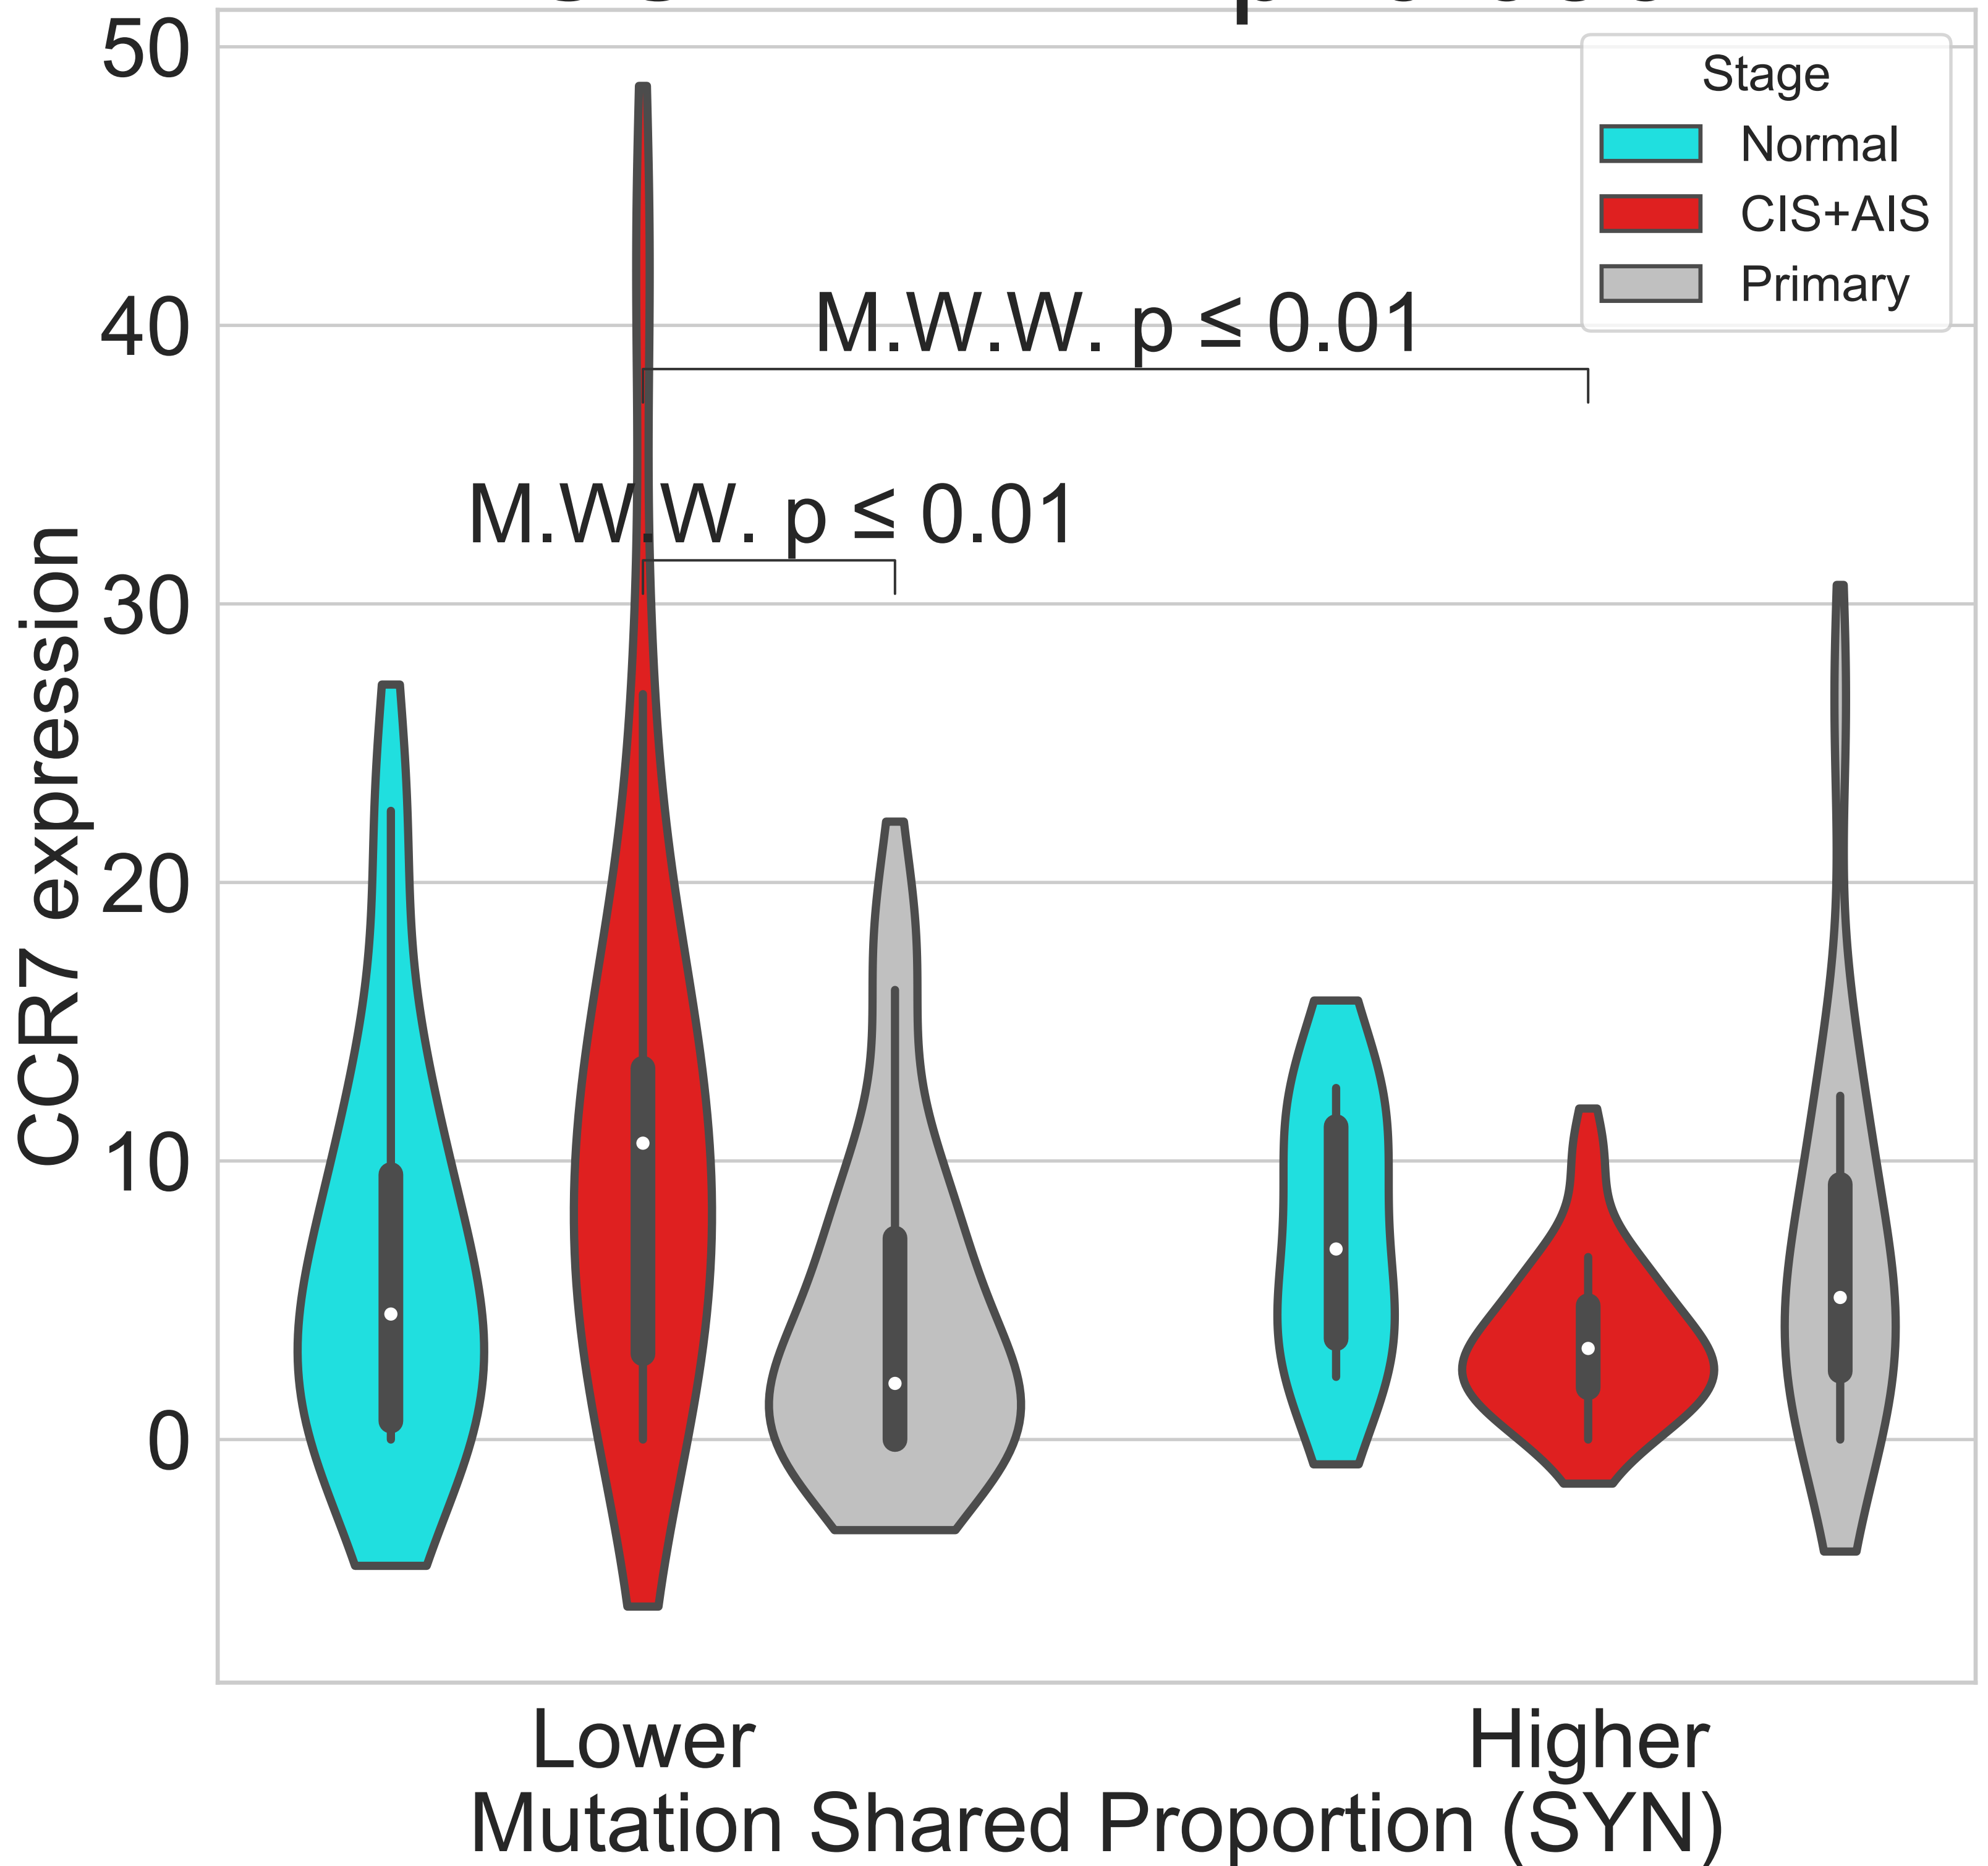 50
Stage
Normal
CIS+AIS
Primary
40
M.W.W. p ≤ 0.01
M.W.W. p ≤ 0.01
30
CCR7 expression
20
10
0
Lower
Higher
Mutation Shared Proportion (SYN)